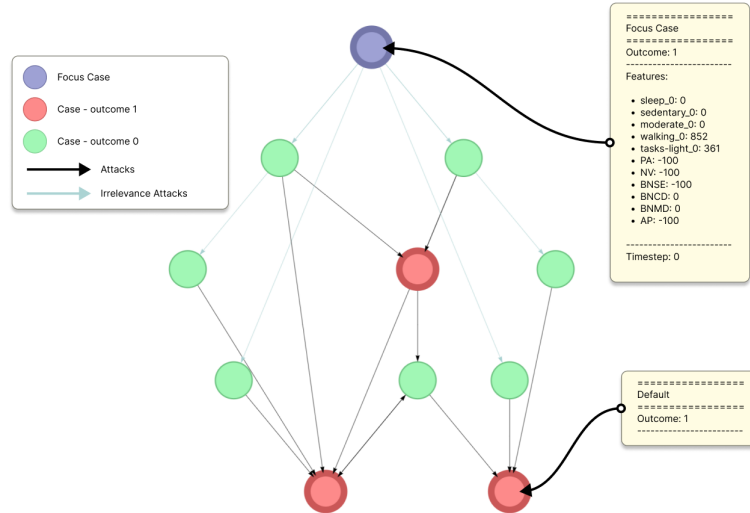 Focus Case
Case - outcome 1
Case - outcome 0
Attacks
Irrelevance Attacks
==================
Focus Case
==================
Outcome: 1
------------------------
Features:
• sleep_0: 0
• sedentary_0: 0
• moderate_0: 0
• walking_0: 852
• tasks-light_0: 361
• PA: -100
• NV: -100
• BNSE: -100
• BNCD: 0
• BNMD: 0
• AP: -100
------------------------
Timestep: 0
==================
Default
==================
Outcome: 1
------------------------